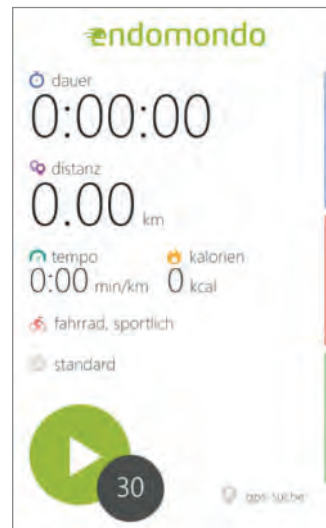 endomondo
dauer
0:00:00
distanz
0.00 km
tempo kalorien
0:00 min/km 0 kcal
fahrrad, sportlich
standard
30
gps-suche